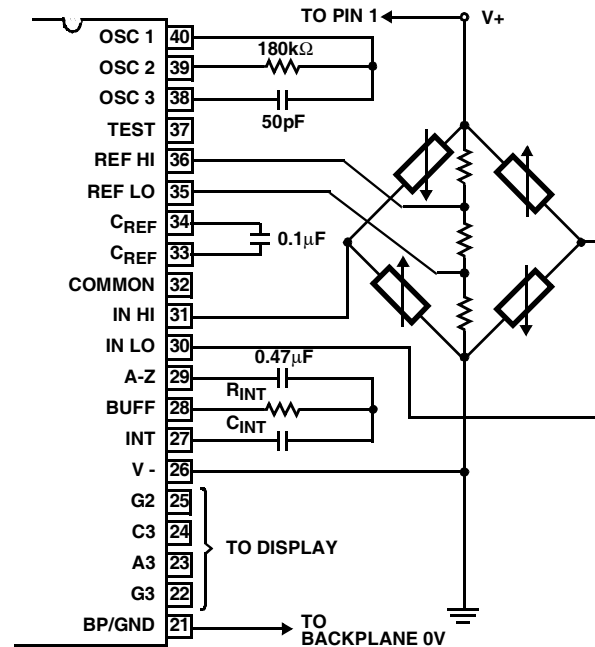 TO PIN 1
V+
OSC 1 40
180kΩ
OSC 2 39
OSC 3 38
50pF
TEST 37
REF HI 36
REF LO 35
CREF 34
0.1µF
CREF 33
COMMON 32
IN HI 31
IN LO 30
0.47µF
A-Z 29
RINT
BUFF 28
CINT
INT 27
V - 26
G2 25
C3 24
TO DISPLAY
A3 23
G3 22
BP/GND 21
TO
BACKPLANE 0V